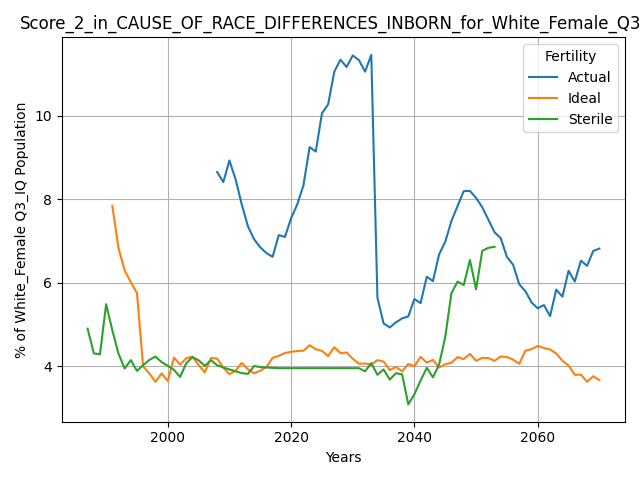 Score_2_in_CAUSE_OF_RACE_DIFFERENCES_INBORN_for_White_Female_Q3
% of White_Female Q3_IQ Population
10
8
6
4
Fertility
Actual
Ideal
Sterile
2000
2020
2040
2060
Years